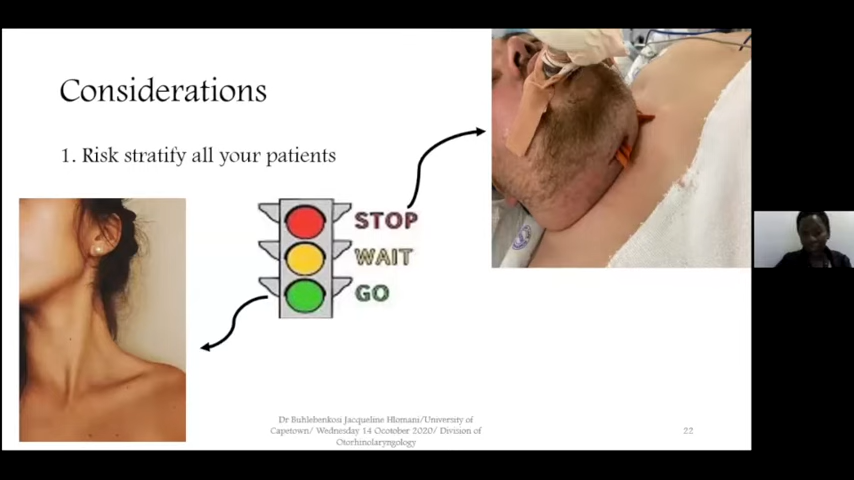 Considerations
1. Risk stratify all your patients
STOP
WAIT
GO
Dr Buhlebenkosi Jacqueline Hlomani/University of
Capetown/ Wednesday 14 Ocotober 2020/ Division of
Otorhinolaryngology
22